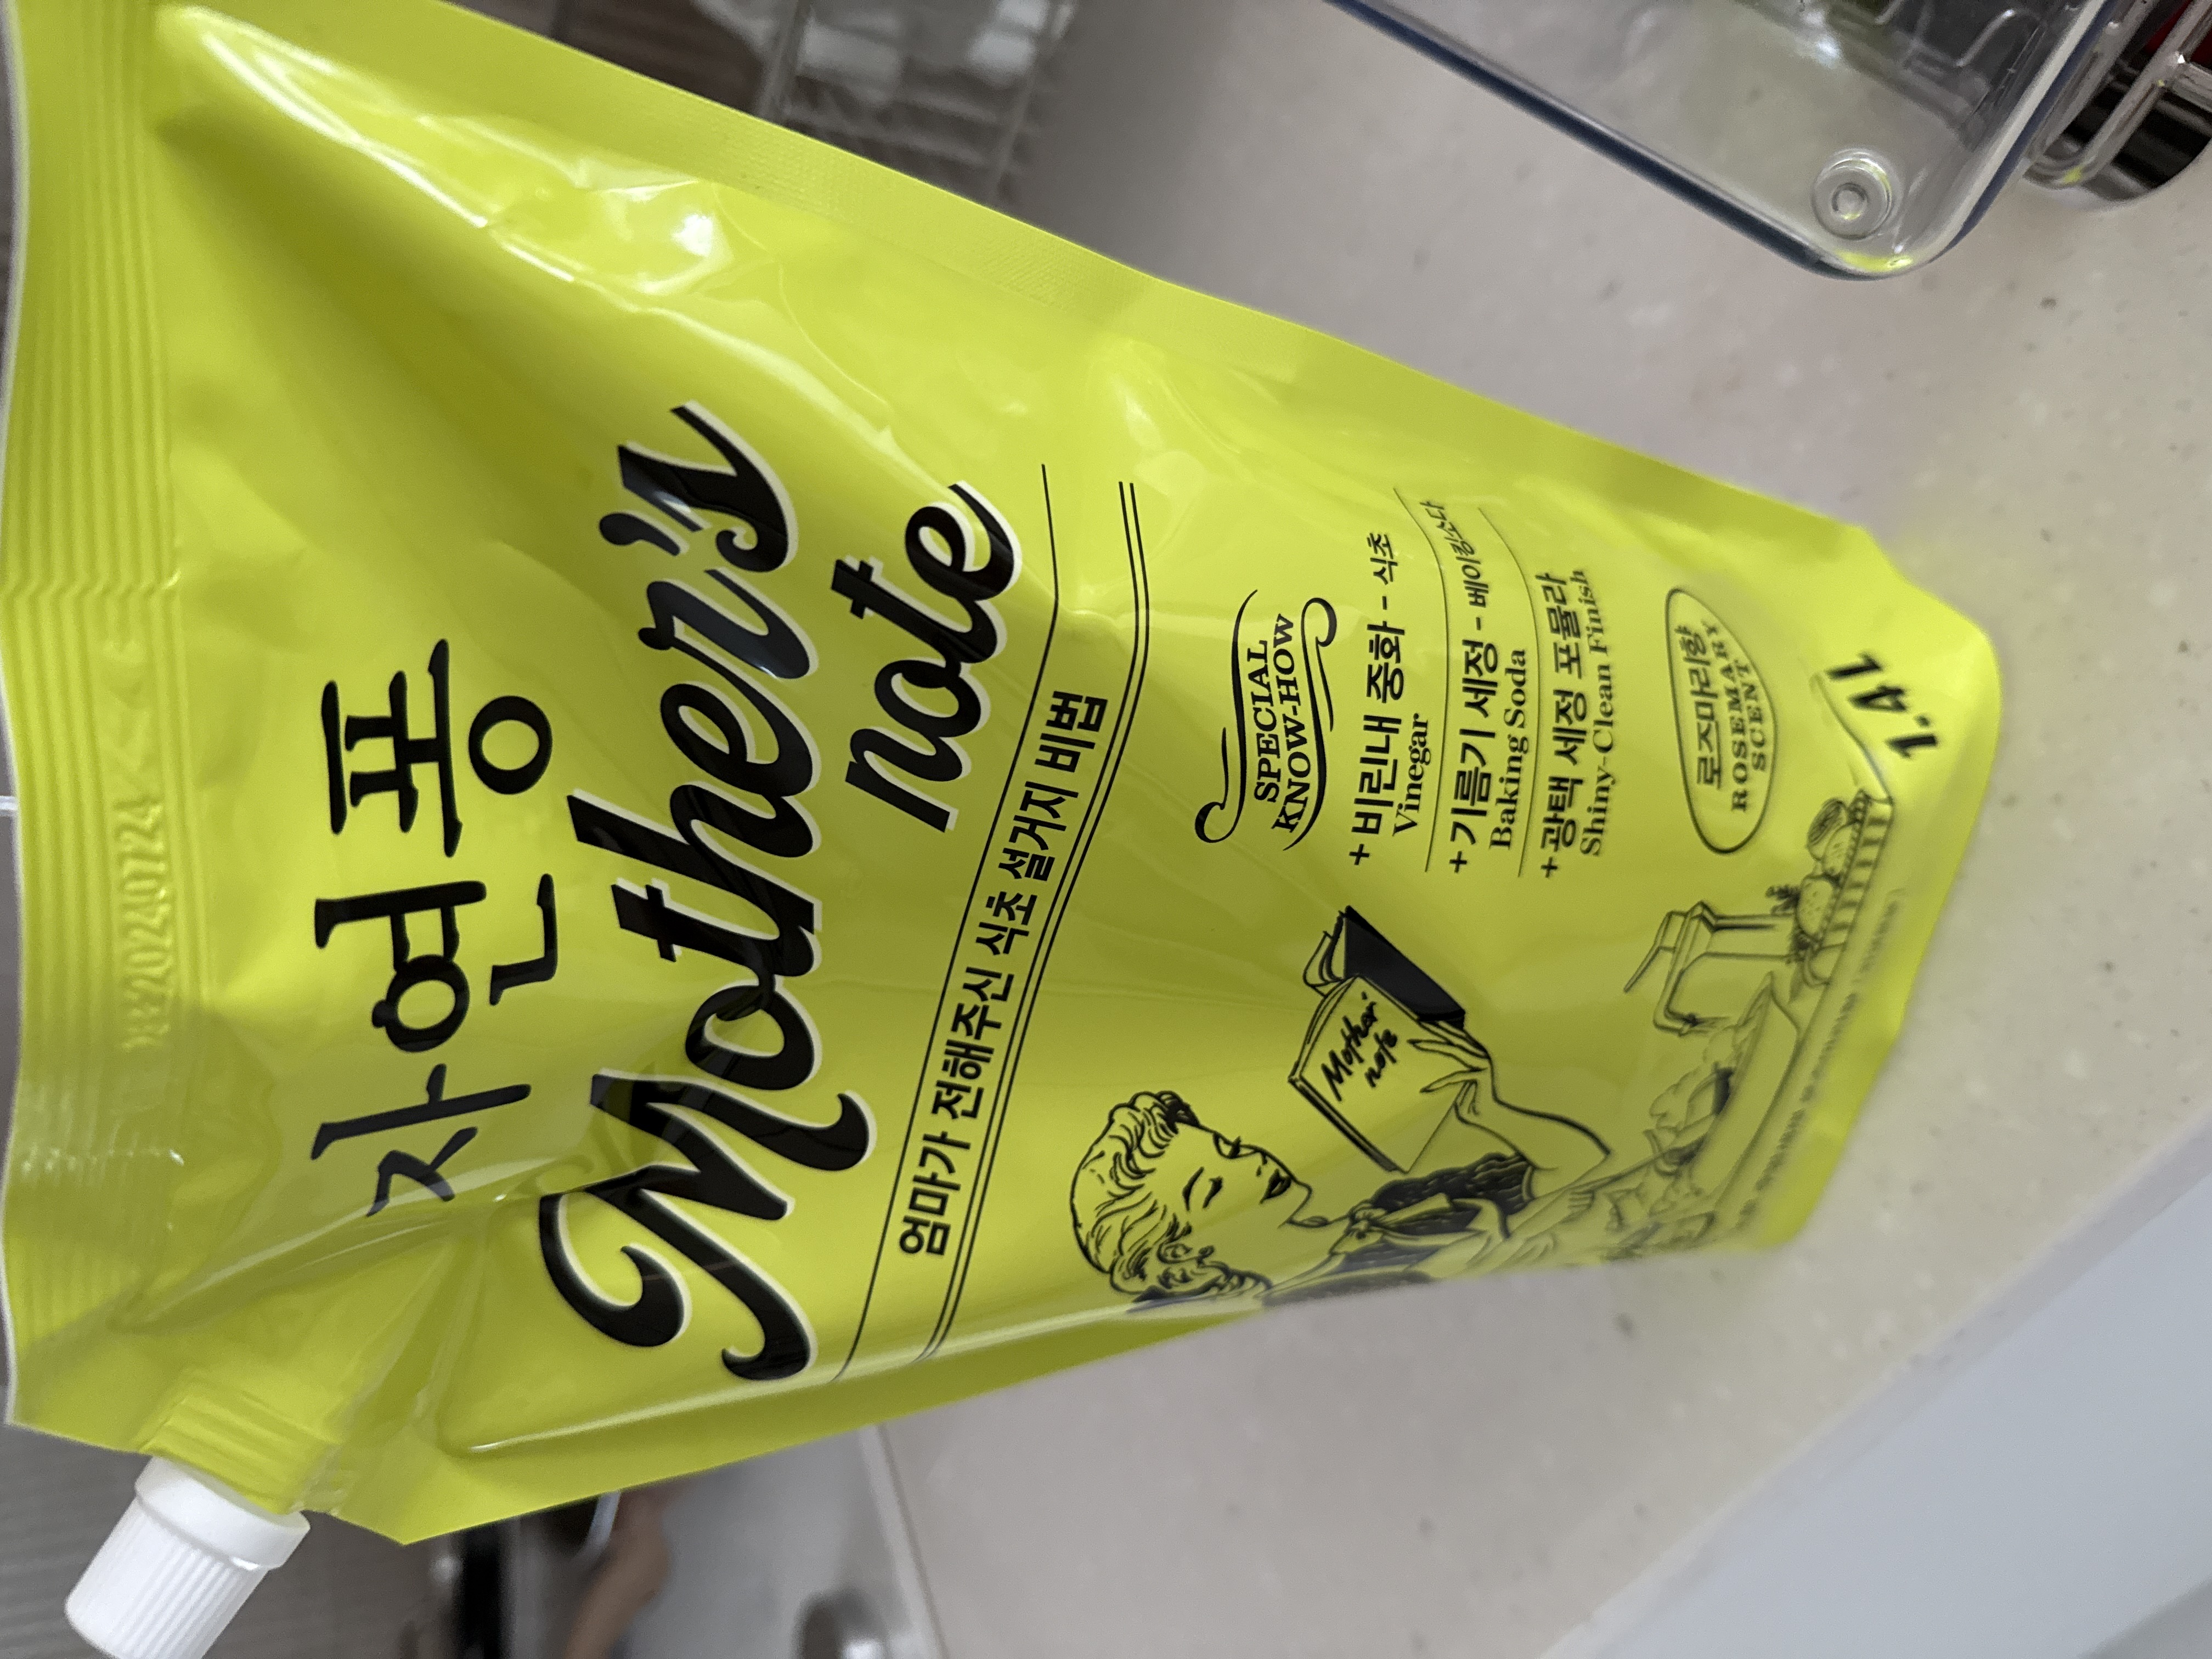 자연퐁
Mother's
note
엄마가 전해주신 식초 설거지 비법
SPECIAL
KNOW-HOW
+비린내 중화 - 식초
Vinegar
+기름기 세정 - 베이킹소다
Baking Soda
+광택 세정 포뮬라
Shiny-Clean Finish
Mother'
note
로즈마리향
ROSEMARY
SCENT
1.4L